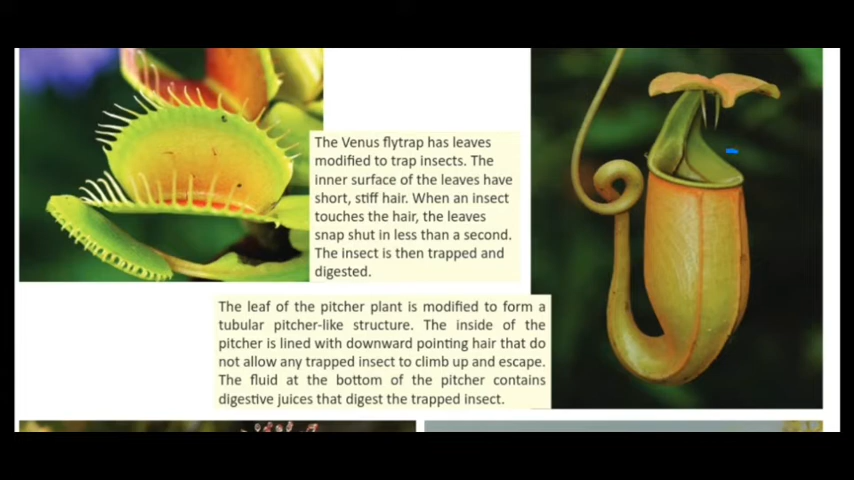 The Venus flytrap has leaves
modified to trap insects. The
inner surface of the leaves have
short, stiff hair. When an insect
touches the hair, the leaves
snap shut in less than a second.
The insect is then trapped and
digested.
The leaf of the pitcher plant is modified to form a
tubular pitcher-like structure. The inside of the
pitcher is lined with downward pointing hair that do
not allow any trapped insect to climb up and escape.
The fluid at the bottom of the pitcher contains
digestive juices that digest the trapped insect.